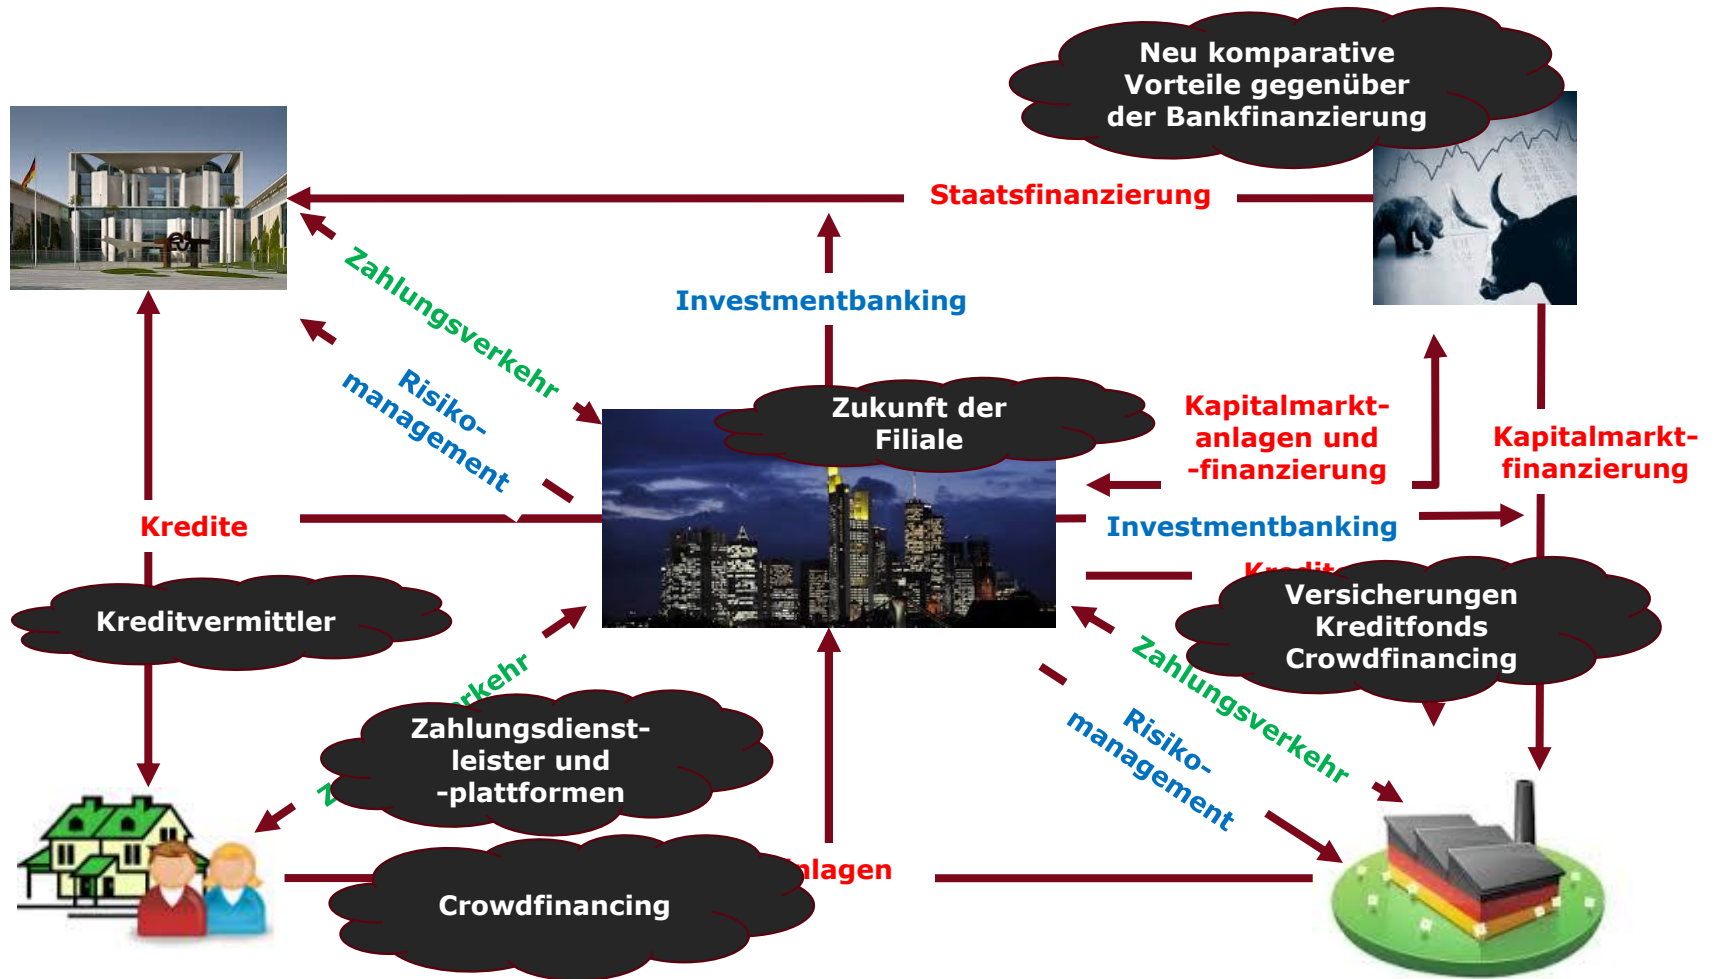 Neu komparative
Vorteile gegenüber
der Bankfinanzierung
Staatsfinanzierung
Zahlungsverkehr
Investmentbanking
Risiko-
management
Zukunft der
Filiale
Kapitalmarkt-
anlagen und
-finanzierung
Kapitalmarkt-
finanzierung
Kredite
Investmentbanking
Kreditvermittler
Versicherungen
Kreditfonds
Crowdfinancing
Zahlungsverkehr
Risiko-
management
Zahlungsdienst-
leister und
-plattformen
Crowdfinancing